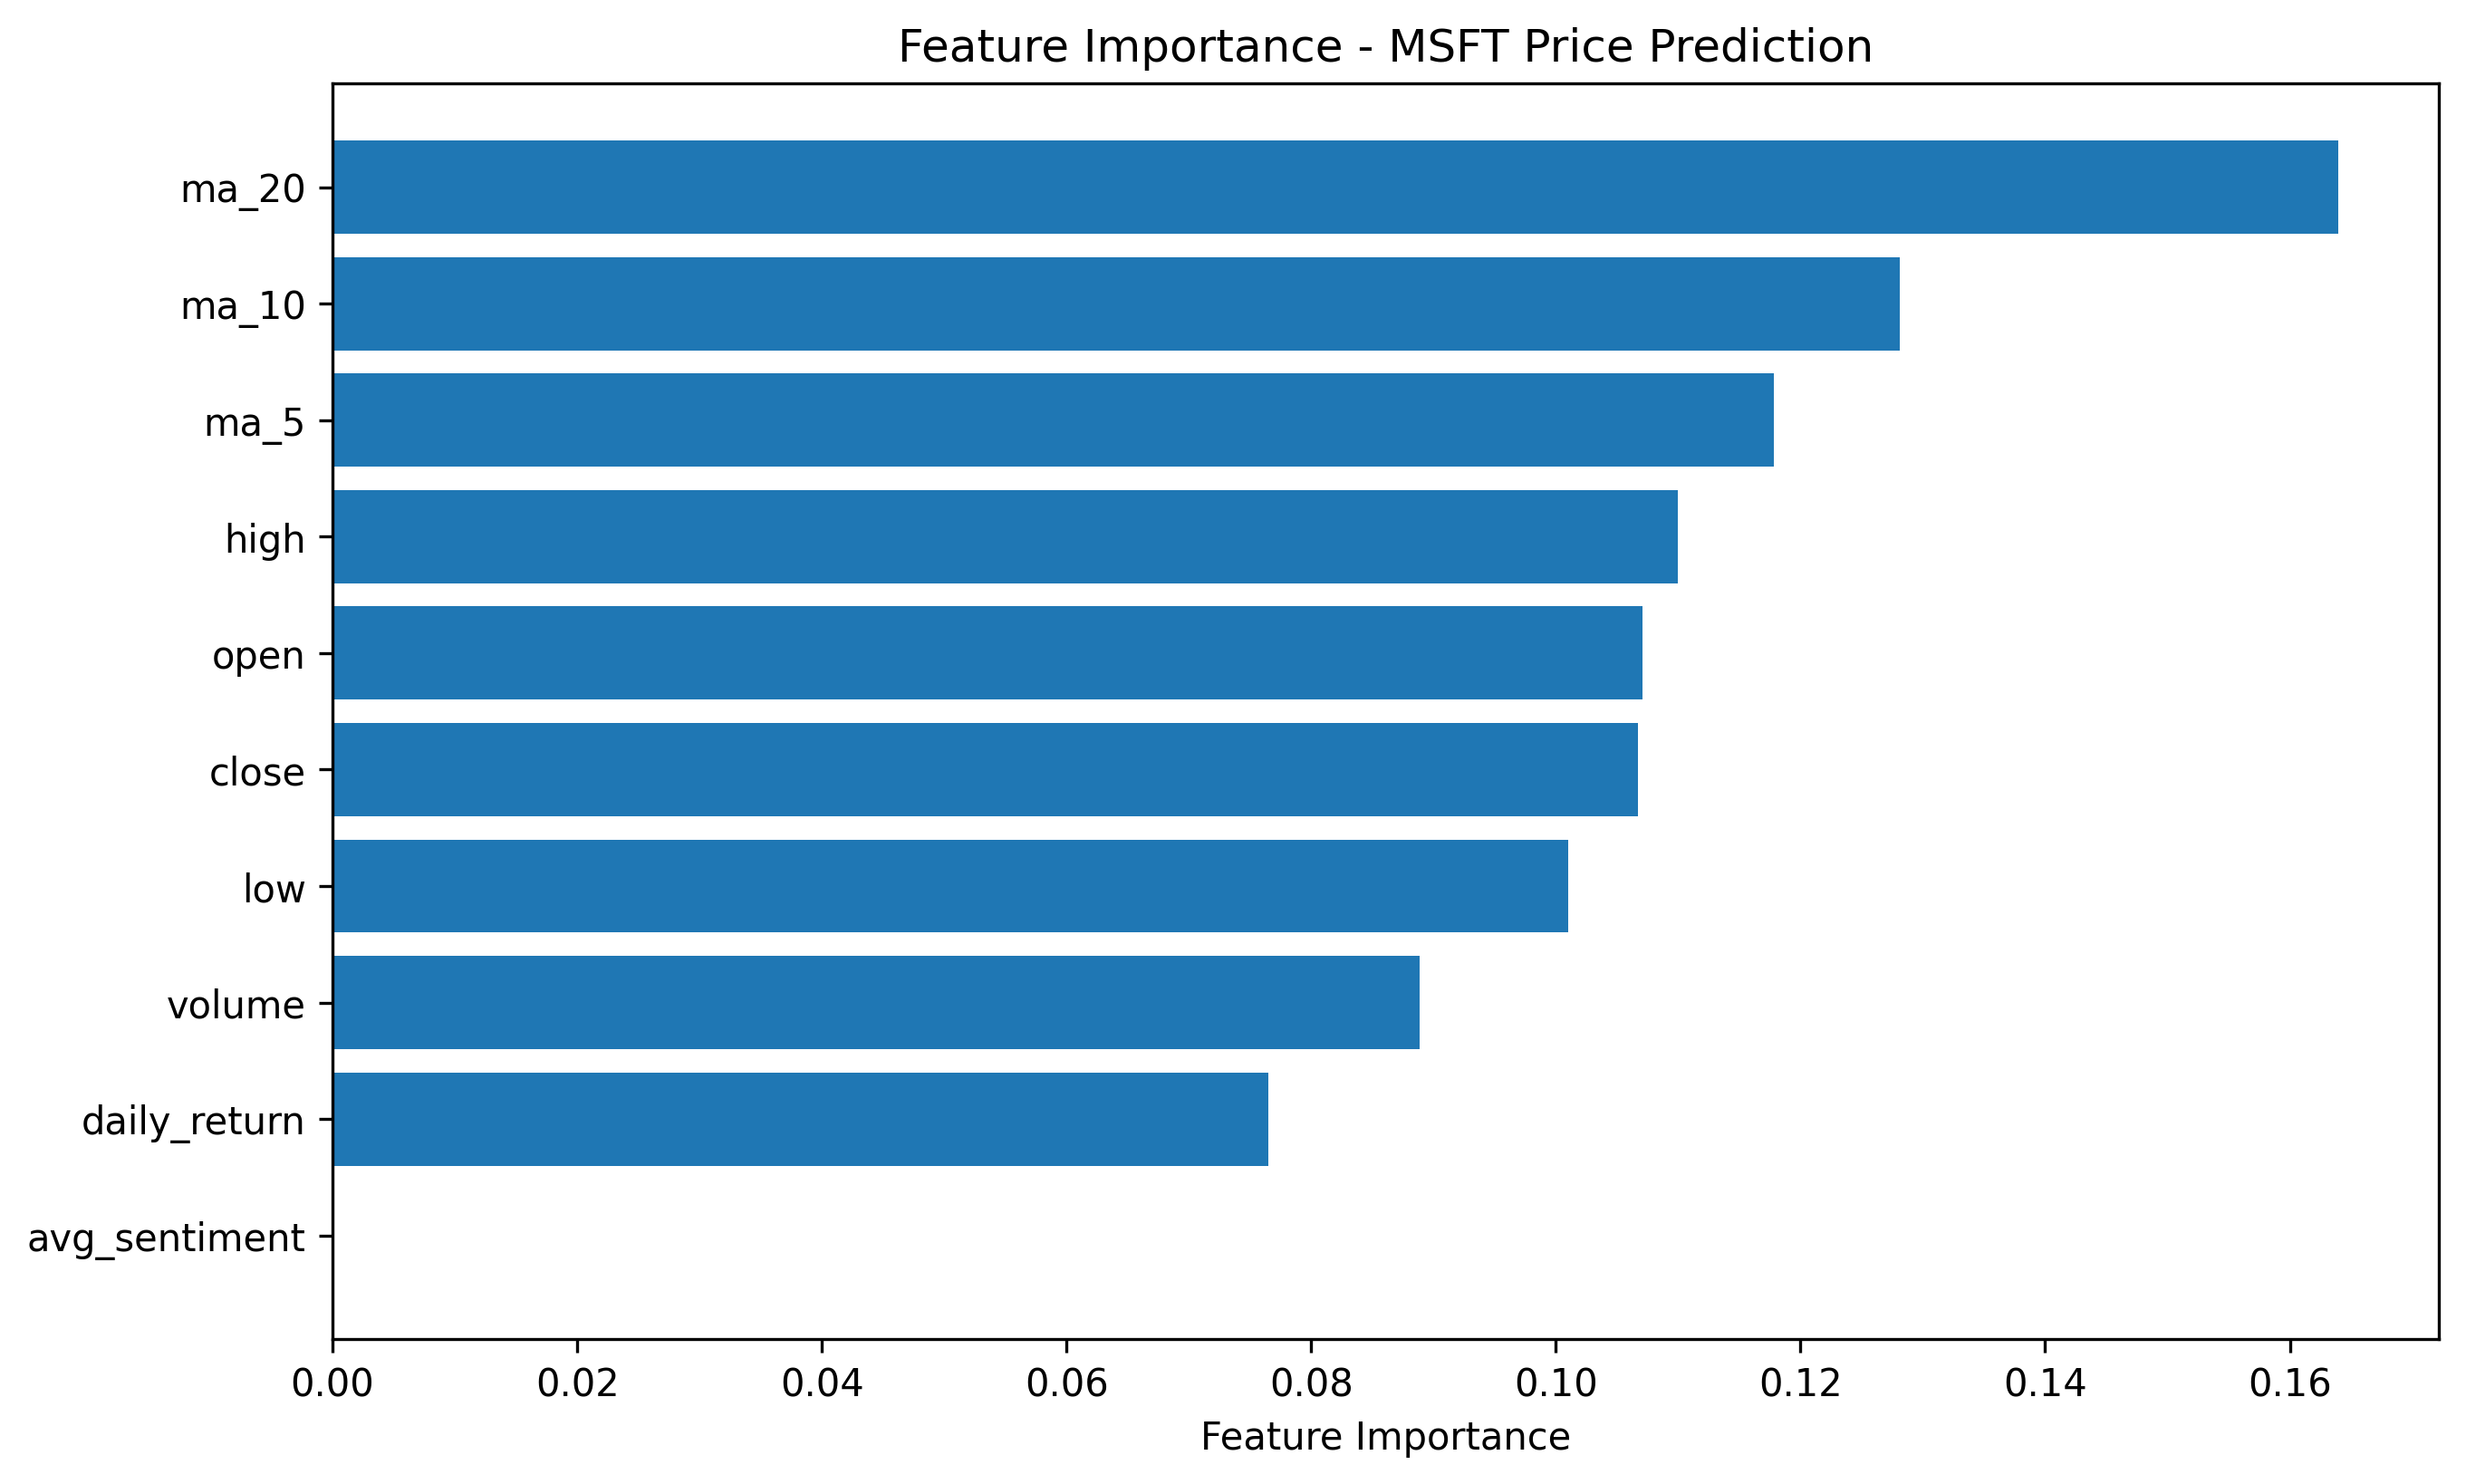 Feature Importance - MSFT Price Prediction
ma_20
ma_10
ma_5
high
open
close
low
volume
daily_return
avg_sentiment
0.00 0.02 0.04 0.06 0.08 0.10 0.12 0.14 0.16
Feature Importance